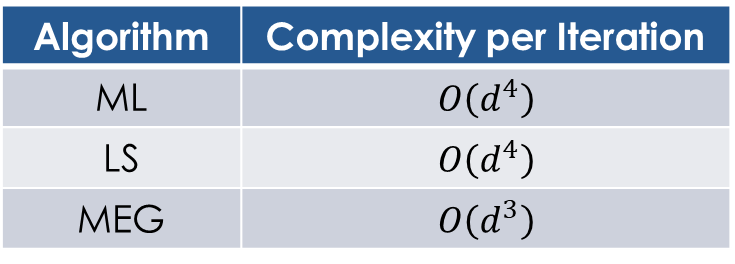 Algorithm Complexity per Iteration
ML O(d⁴)
LS O(d⁴)
MEG O(d³)